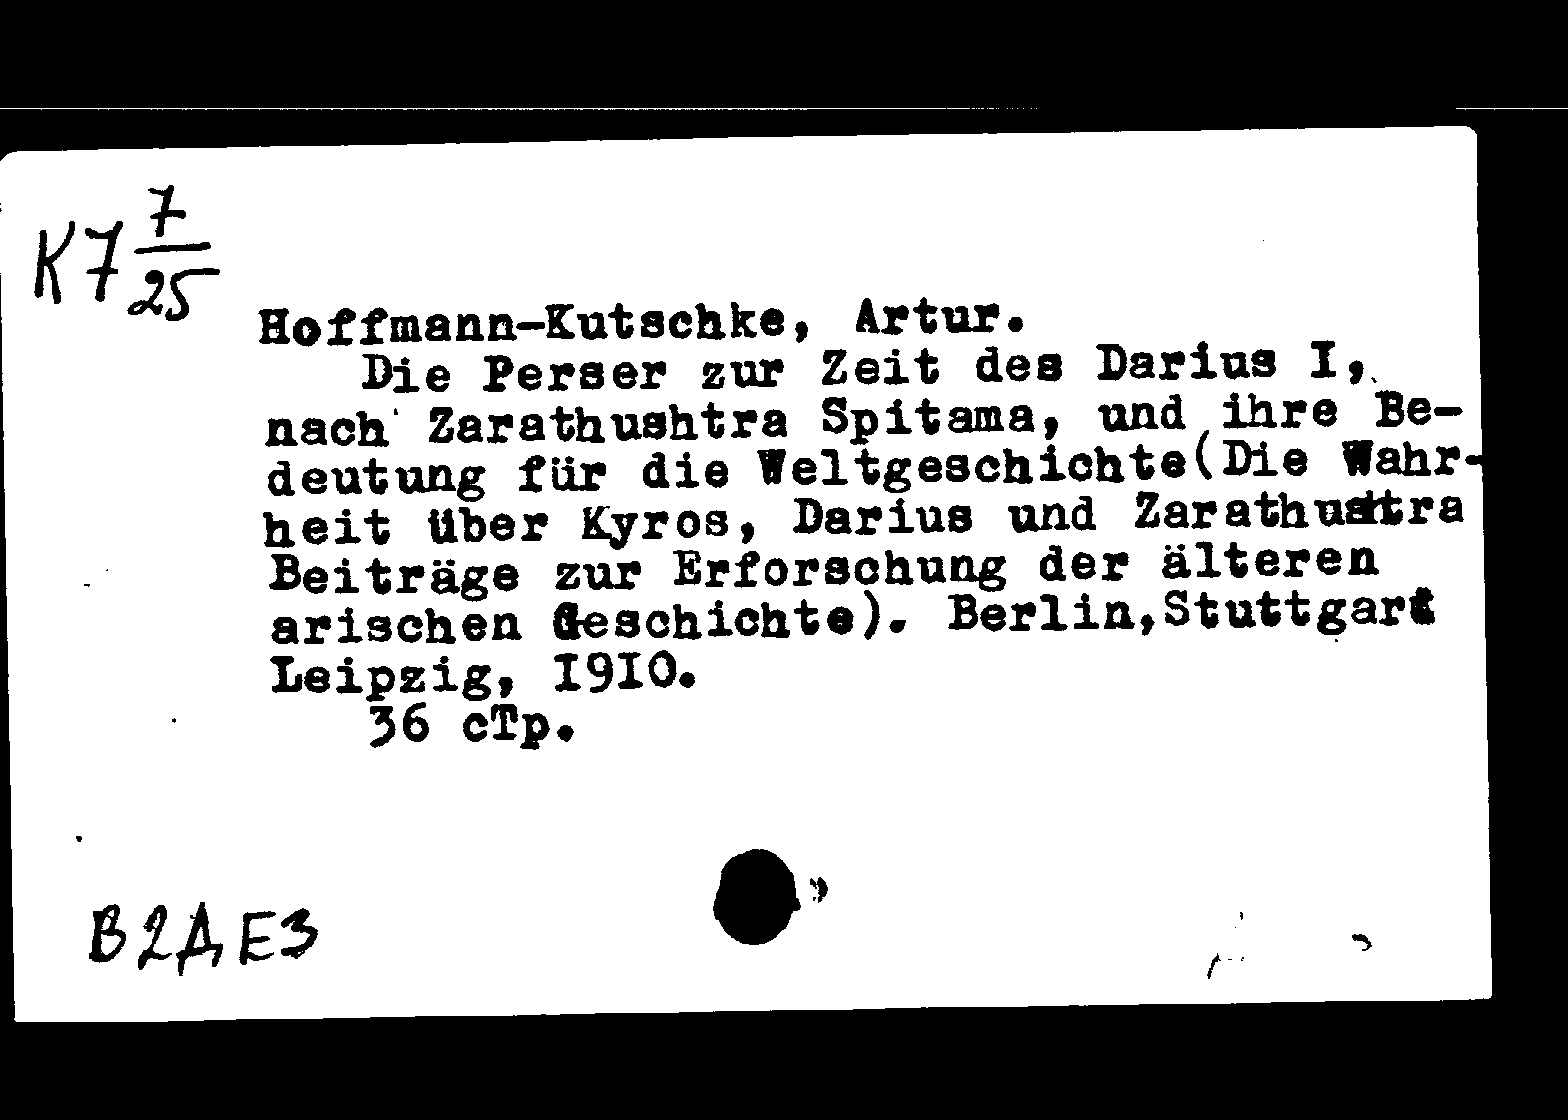 К7 7/25
Hoffmann-Kutschke, Artur.
Die Perser zur Zeit des Darius I,
nach Zarathushtra Spitama, und ihre Be-
deutung für die Weltgeschichte(Die Wahr-
heit über Kyros, Darius und Zarathustra
Beiträge zur Erforschung der älteren
arischen Geschichte). Berlin,Stuttgart
Leipzig, I9IO.
36 стр.
В2ДЕ3